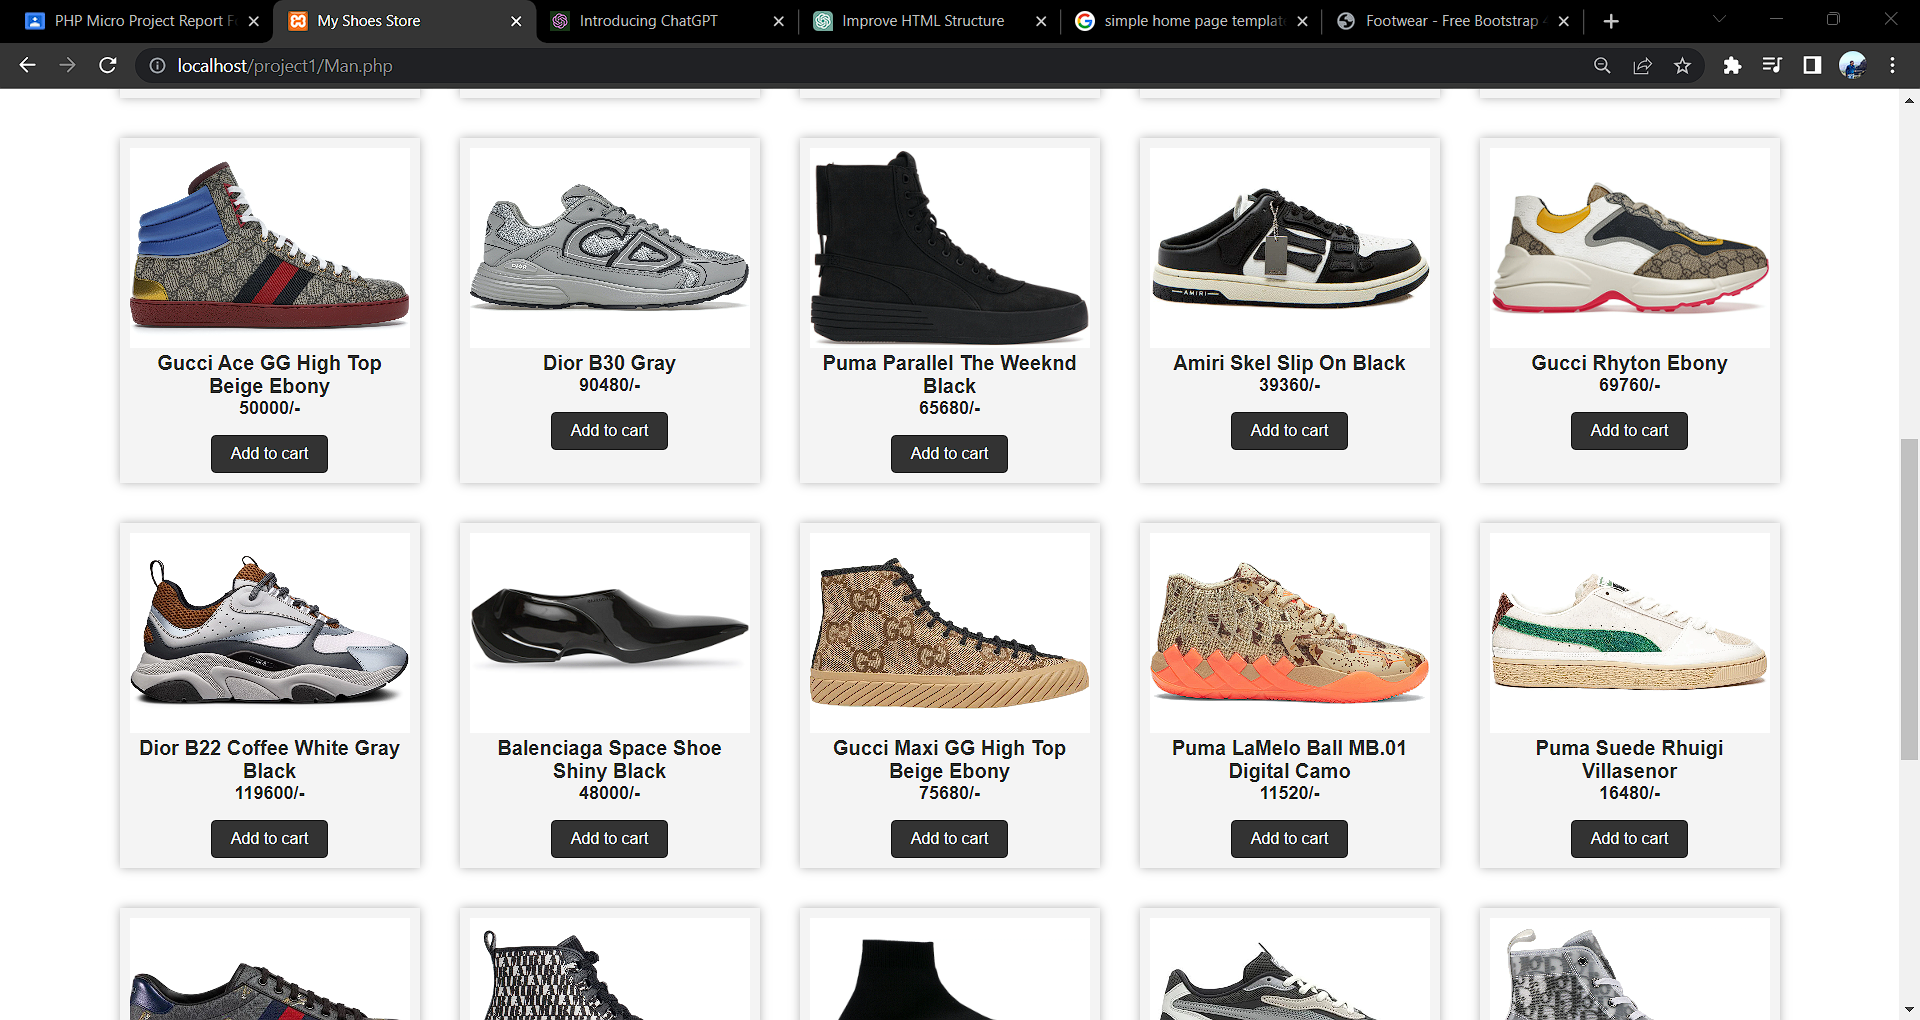 PHP Micro Project Report F
My Shoes Store
Introducing ChatGPT
Improve HTML Structure
simple home page templat
Footwear - Free Bootstrap 4
localhost/project1/Man.php
DIOR
AMIRI
Gucci Ace GG High Top
Beige Ebony
50000/-
Add to cart
Dior B30 Gray
90480/-
Add to cart
Puma Parallel The Weeknd
Black
65680/-
Add to cart
Amiri Skel Slip On Black
39360/-
Add to cart
Gucci Rhyton Ebony
69760/-
Add to cart
Dior B22 Coffee White Gray
Black
119600/-
Add to cart
Balenciaga Space Shoe
Shiny Black
48000/-
Add to cart
Gucci Maxi GG High Top
Beige Ebony
75680/-
Add to cart
Puma LaMelo Ball MB.01
Digital Camo
11520/-
Add to cart
Puma Suede Rhuigi
Villasenor
16480/-
Add to cart